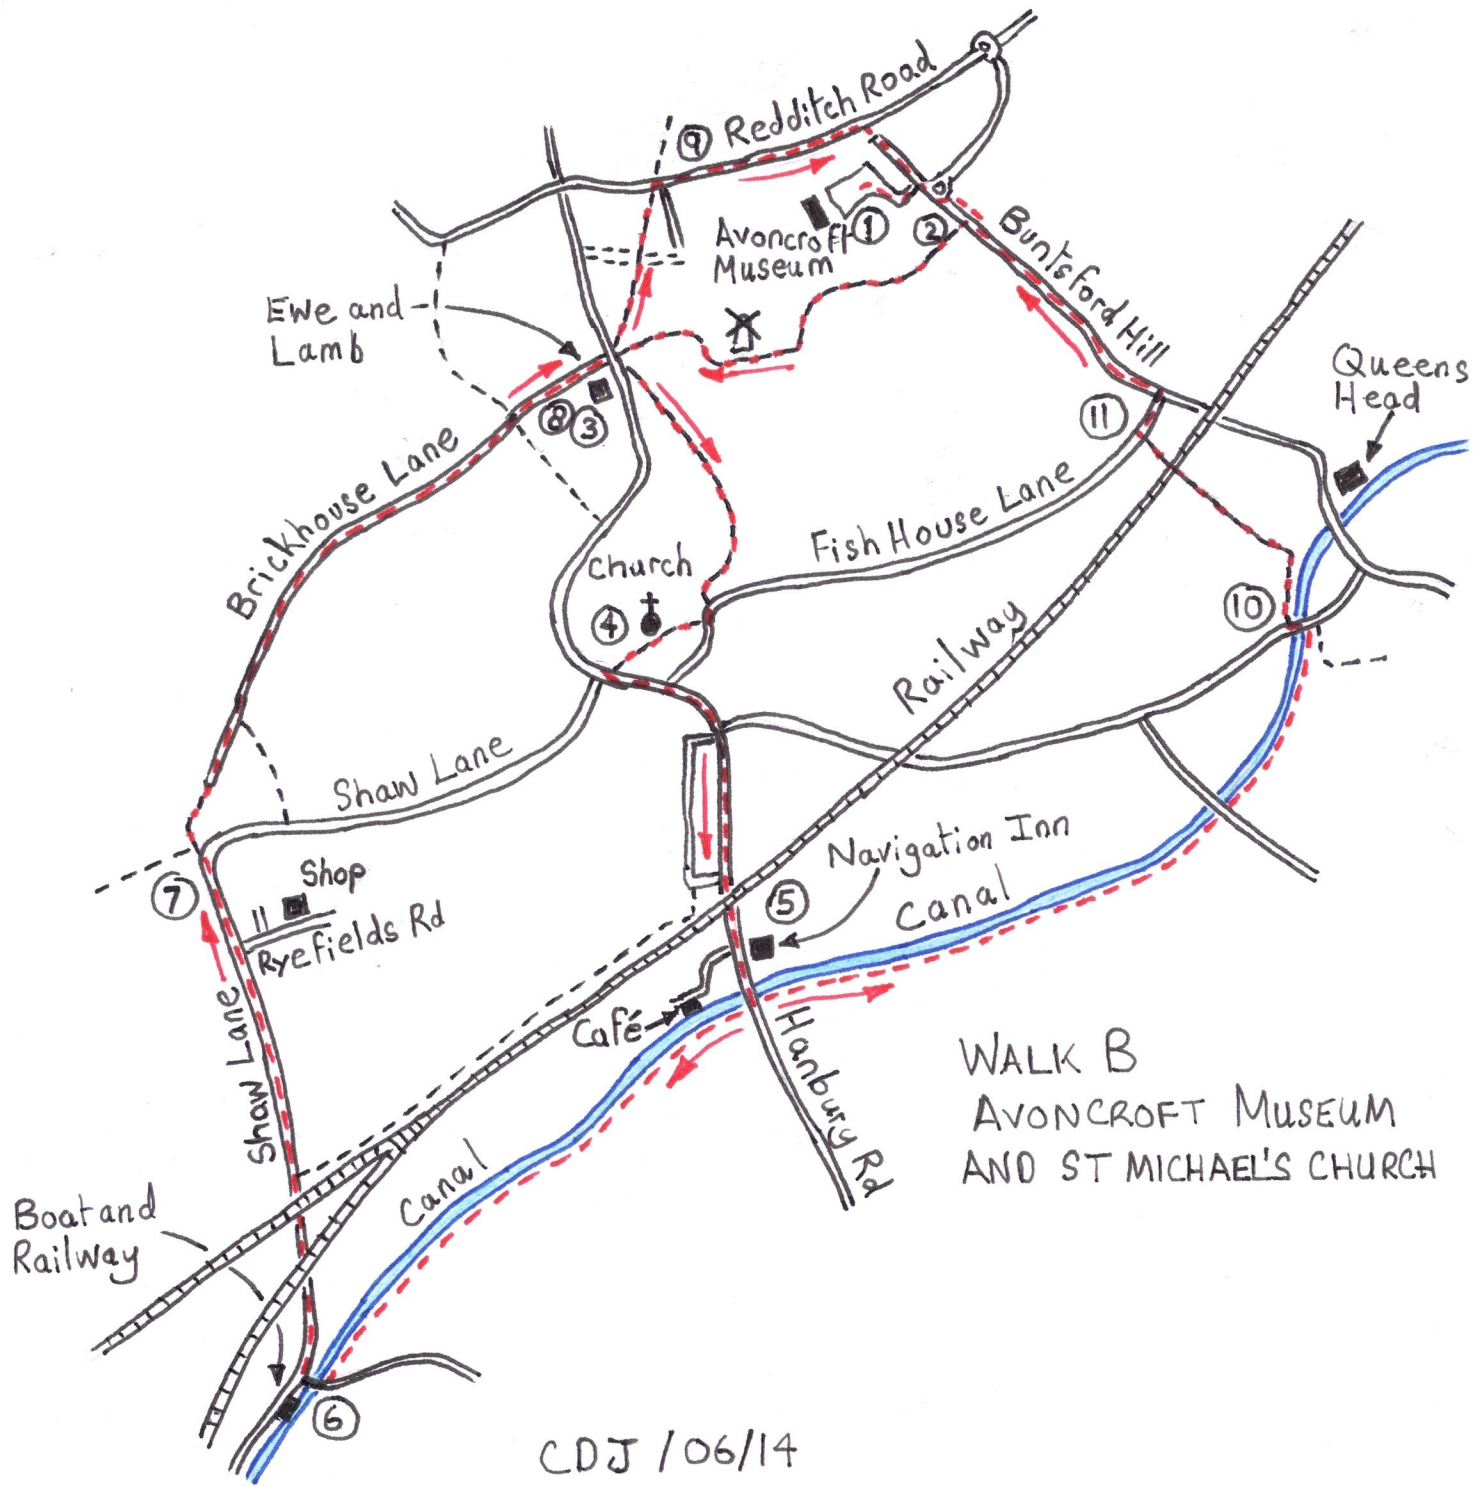 9
Redditch Road
Avoncroft
Museum
1
2
Buntsford Hill
Ewe and
Lamb
Queens
Head
8
3
11
Brickhouse Lane
Fish House Lane
Church
4
10
Railway
Shaw Lane
Navigation Inn
Shop
7
5
Canal
Ryefields Rd
Café
Hanbury Rd
Shaw Lane
WALK B
AVONCROFT MUSEUM
AND ST MICHAEL'S CHURCH
Canal
Boat and
Railway
6
CDJ /06/14